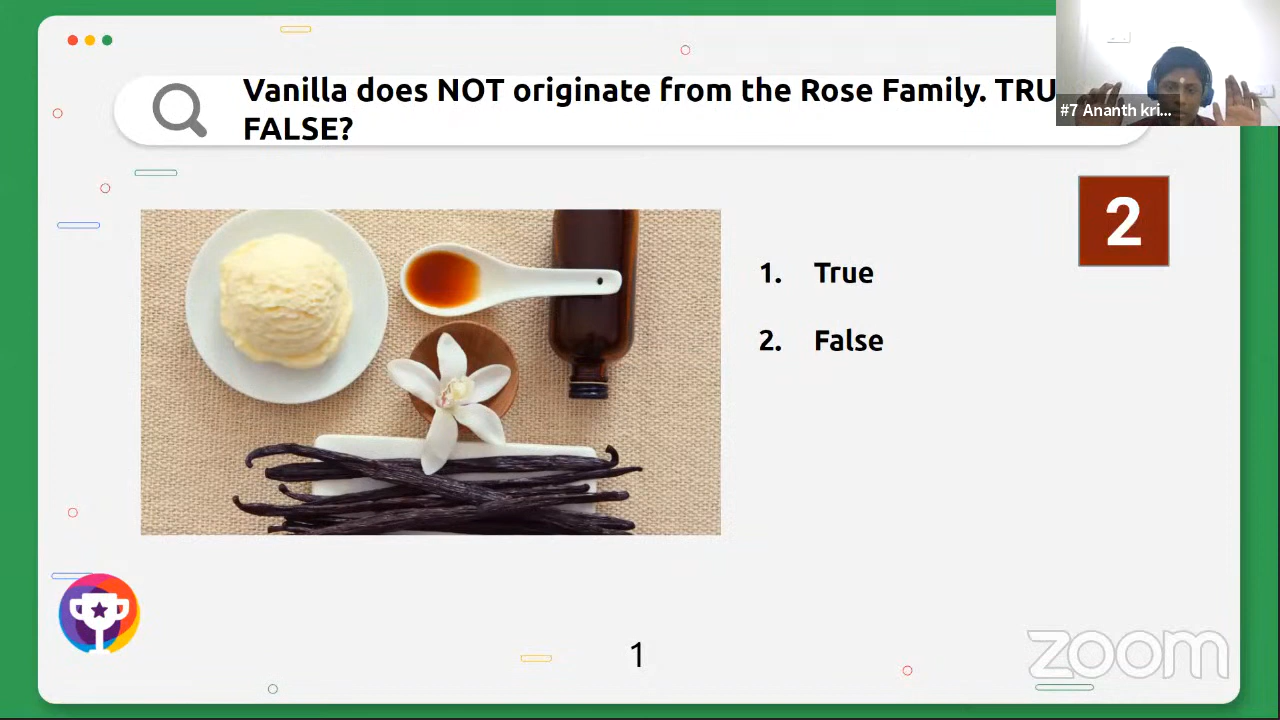 Vanilla does NOT originate from the Rose Family. TRU
FALSE?
#7 Ananth kri...
2
1. True
2. False
1
zoom